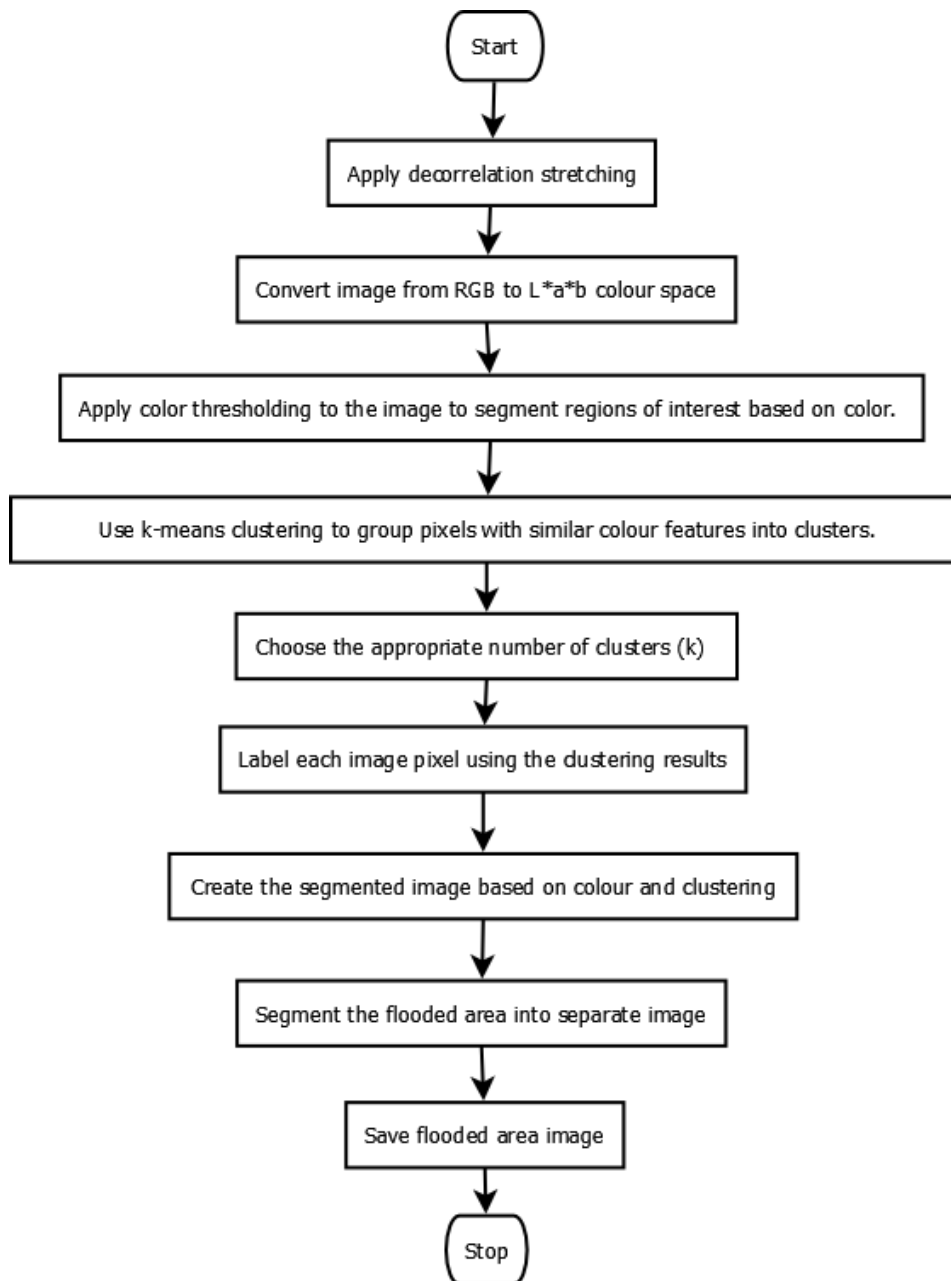 Start
Apply decorrelation stretching
Convert image from RGB to L*a*b colour space
Apply color thresholding to the image to segment regions of interest based on color.
Use k-means clustering to group pixels with similar colour features into clusters.
Choose the appropriate number of clusters (k)
Label each image pixel using the clustering results
Create the segmented image based on colour and clustering
Segment the flooded area into separate image
Save flooded area image
Stop